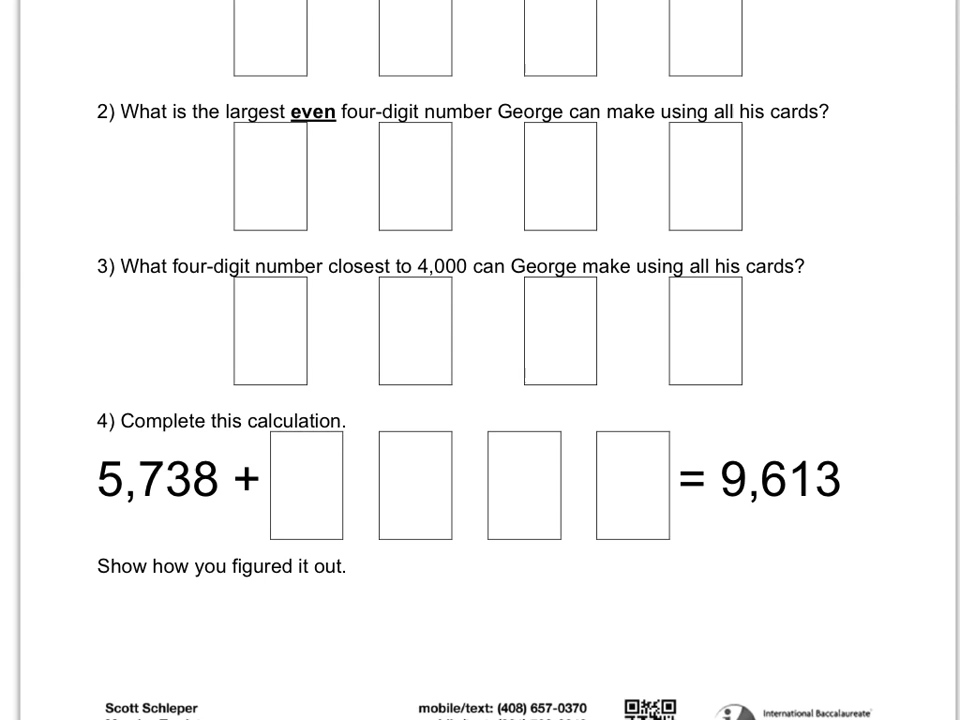 2) What is the largest even four-digit number George can make using all his cards?
3) What four-digit number closest to 4,000 can George make using all his cards?
4) Complete this calculation.
5,738 + = 9,613
Show how you figured it out.
Scott Schleper
mobile/text: (408) 657-0370
International Baccalaureate